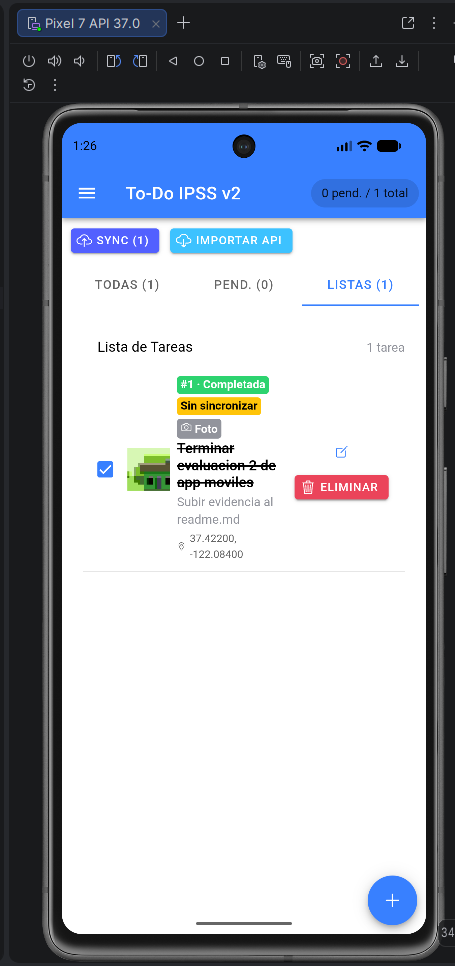 Pixel 7 API 37.0
1:26
To-Do IPSS v2
0 pend. / 1 total
SYNC (1)
IMPORTAR API
TODAS (1)
PEND. (0)
LISTAS (1)
Lista de Tareas
1 tarea
#1 · Completada
Sin sincronizar
Foto
Terminar
evaluacion 2 de
app moviles
Subir evidencia al
readme.md
37.42200,
-122.08400
ELIMINAR
34